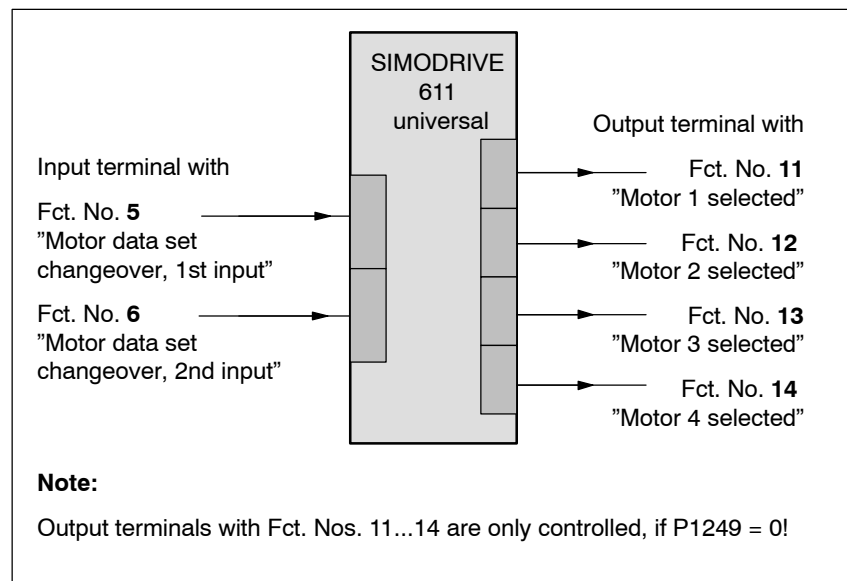 SIMODRIVE
611
universal
Input terminal with
Fct. No. 5
”Motor data set
changeover, 1st input”
Fct. No. 6
”Motor data set
changeover, 2nd input”
Output terminal with
Fct. No. 11
”Motor 1 selected”
Fct. No. 12
”Motor 2 selected”
Fct. No. 13
”Motor 3 selected”
Fct. No. 14
”Motor 4 selected”
Note:
Output terminals with Fct. Nos. 11...14 are only controlled, if P1249 = 0!